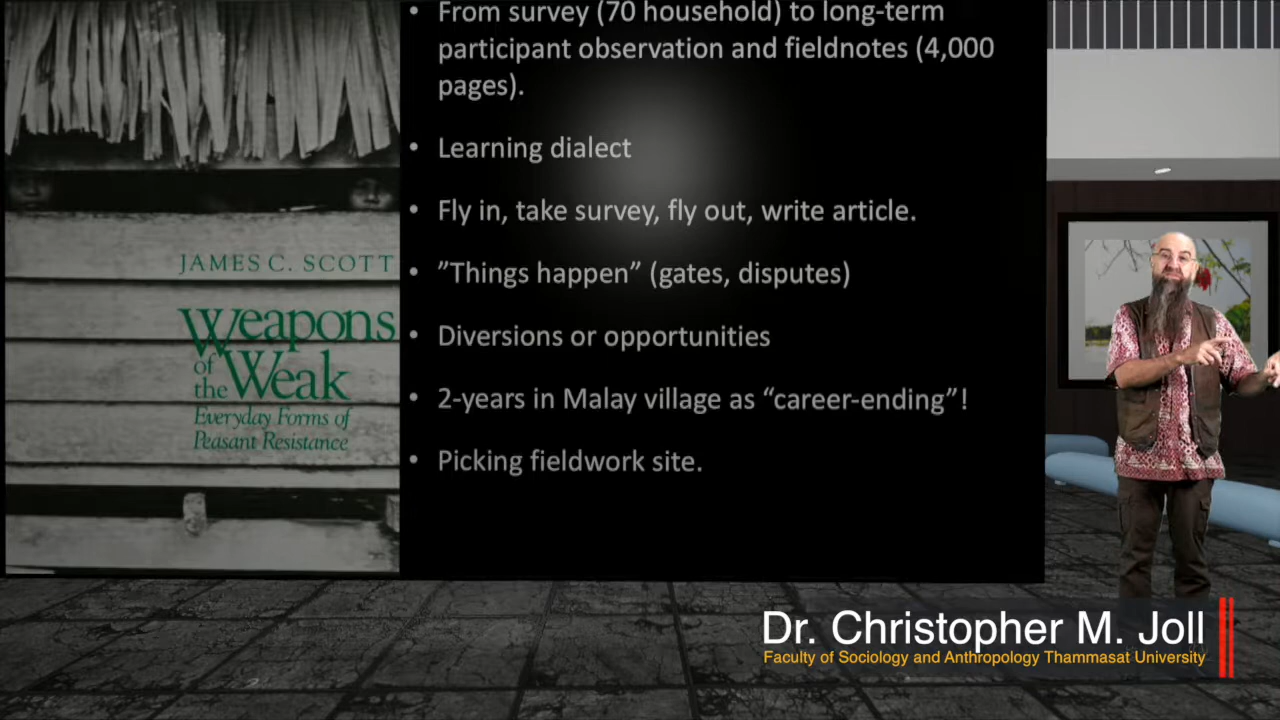 JAMES C. SCOTT
Weapons
of
the Weak
Everyday Forms of
Peasant Resistance
• From survey (70 household) to long-term
participant observation and fieldnotes (4,000
pages).
• Learning dialect
• Fly in, take survey, fly out, write article.
• ”Things happen” (gates, disputes)
• Diversions or opportunities
• 2-years in Malay village as “career-ending”!
• Picking fieldwork site.
Dr. Christopher M. Joll
Faculty of Sociology and Anthropology Thammasat University